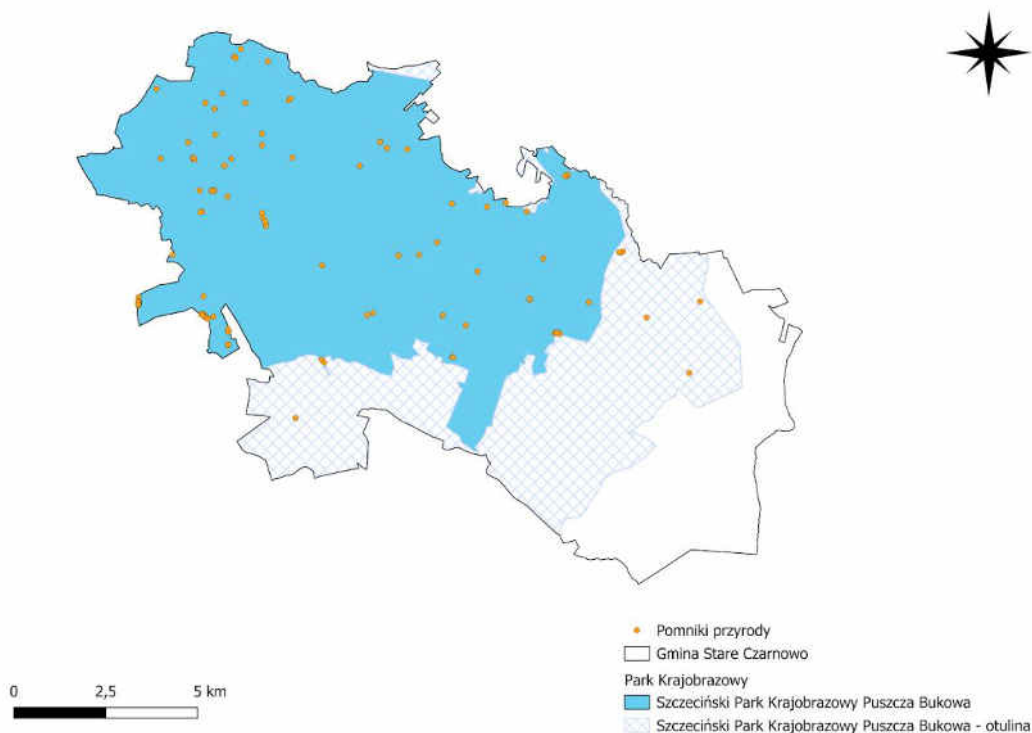 Pomniki przyrody
Gmina Stare Czarnowo
Park Krajobrazowy
Szczeciński Park Krajobrazowy Puszcza Bukowa
Szczeciński Park Krajobrazowy Puszcza Bukowa - otulina
0 2,5 5 km